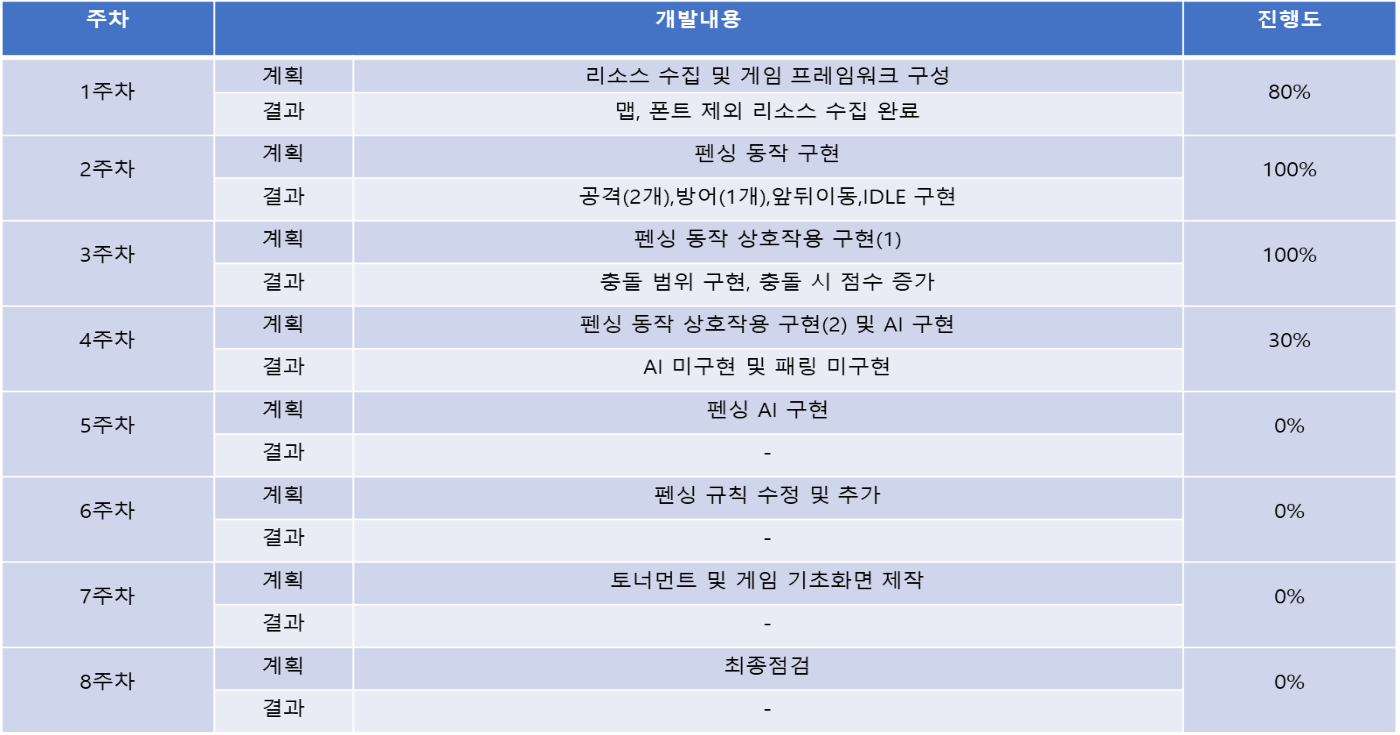 주차 개발내용 진행도
1주차 계획 리소스 수집 및 게임 프레임워크 구성 80%
결과 맵, 폰트 제외 리소스 수집 완료
2주차 계획 펜싱 동작 구현 100%
결과 공격(2개),방어(1개),앞뒤이동,IDLE 구현
3주차 계획 펜싱 동작 상호작용 구현(1) 100%
결과 충돌 범위 구현, 충돌 시 점수 증가
4주차 계획 펜싱 동작 상호작용 구현(2) 및 AI 구현 30%
결과 AI 미구현 및 패링 미구현
5주차 계획 펜싱 AI 구현 0%
결과 -
6주차 계획 펜싱 규칙 수정 및 추가 0%
결과 -
7주차 계획 토너먼트 및 게임 기초화면 제작 0%
결과 -
8주차 계획 최종점검 0%
결과 -